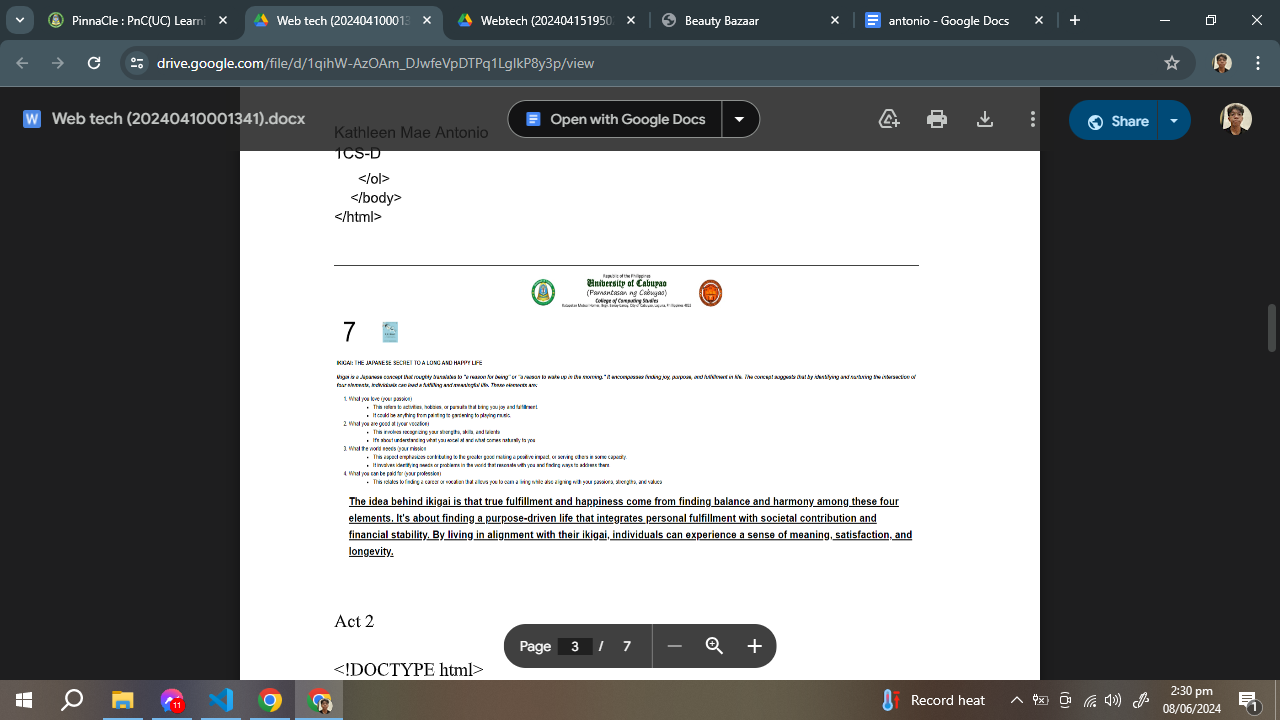 PinnaCle : PnC(UC) Learni
Web tech (20240410001341
Webtech (202404151950
Beauty Bazaar
antonio - Google Docs
drive.google.com/file/d/1qihW-AzOAm_DJwfeVpDTPq1LgIkP8y3p/view
W Web tech (20240410001341).docx
Open with Google Docs
Share
Kathleen Mae Antonio
1CS-D
</ol>
</body>
</html>
Republic of the Philippines
University of Cabuyao
(Pamantasan ng Cabuyao)
College of Computing Studies
7
IKIGAI: THE JAPANESE SECRET TO A LONG AND HAPPY LIFE
Ikigai is a Japanese concept that roughly translates to "a reason for being" or "a reason to wake up in the morning." It encompasses finding joy, purpose, and fulfillment in life. The concept suggests that by identifying and nurturing the intersection of
four elements, individuals can lead a fulfilling and meaningful life. These elements are:
1. What you love (your passion)
• This refers to activities, hobbies, or pursuits that bring you joy and fulfillment.
• It could be anything from painting to gardening to playing music.
2. What you are good at (your vocation)
• This involves recognizing your strengths, skills, and talents
• It's about understanding what you excel at and what comes naturally to you
3. What the world needs (your mission
• This aspect emphasizes contributing to the greater good making a positive impact, or serving others in some capacity.
• If involves identifying needs or problems in the world that resonate with you and finding ways to address them.
4. What you can be paid for (your profession)
• This relates to finding a career or vocation that allows you to earn a living while also aligning with your passions, strengths, and values
The idea behind ikigai is that true fulfillment and happiness come from finding balance and harmony among these four
elements. It's about finding a purpose-driven life that integrates personal fulfillment with societal contribution and
financial stability. By living in alignment with their ikigai, individuals can experience a sense of meaning, satisfaction, and
longevity.
Act 2
<!DOCTYPE html>
Page 3 / 7
11
Record heat
2:30 pm
08/06/2024
1